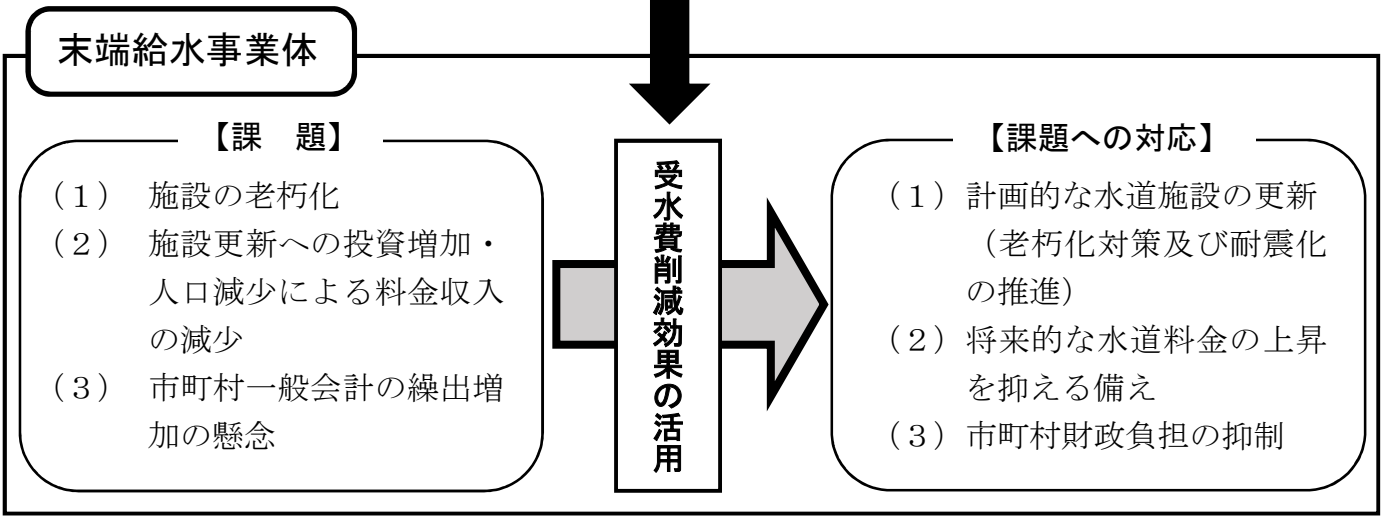 末端給水事業体
【課　題】
（１）　施設の老朽化
（２）　施設更新への投資増加・
人口減少による料金収入
の減少
（３）　市町村一般会計の繰出増
加の懸念
受水費削減効果の活用
【課題への対応】
（１）計画的な水道施設の更新
（老朽化対策及び耐震化
の推進）
（２）将来的な水道料金の上昇
を抑える備え
（３）市町村財政負担の抑制